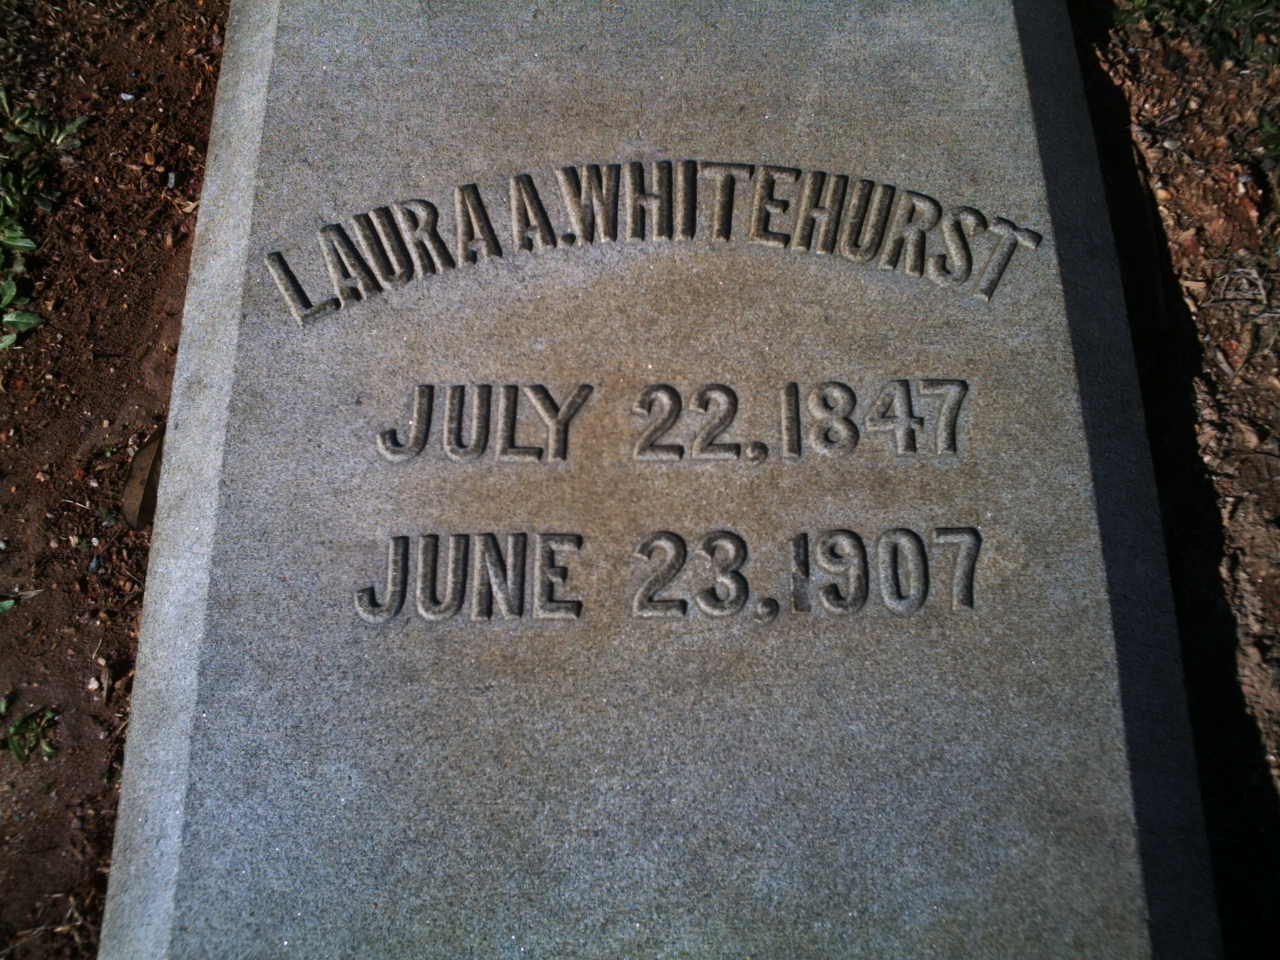 LAURA A. WHITEHURST
JULY 22, 1847
JUNE 23, 1907